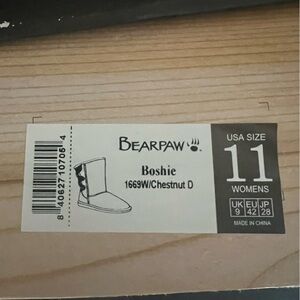 8 40627 10705 4
BEARPAW
Boshie
1669W/Chestnut D
USA SIZE
11
WOMENS
UK EU JP
9 42 28
MADE IN CHINA